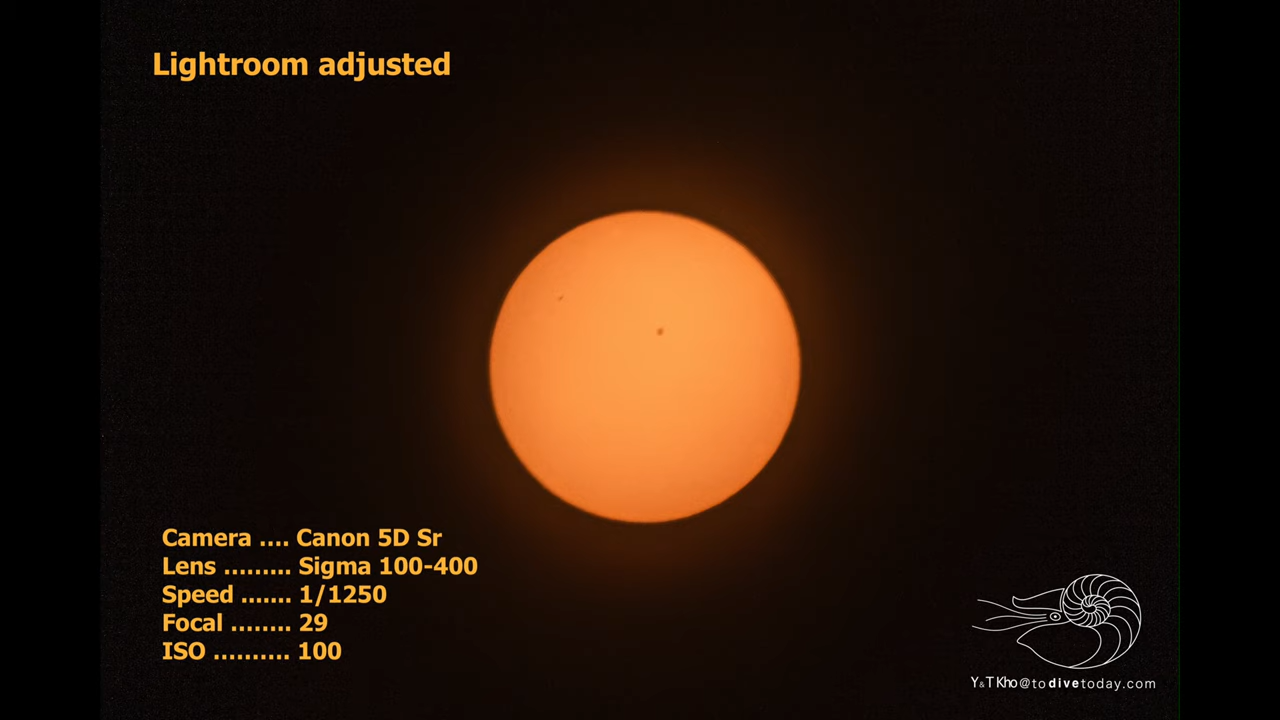 Lightroom adjusted
Camera .... Canon 5D Sr
Lens ......... Sigma 100-400
Speed ....... 1/1250
Focal ........ 29
ISO .......... 100
Y&T Kho@todivetoday.com